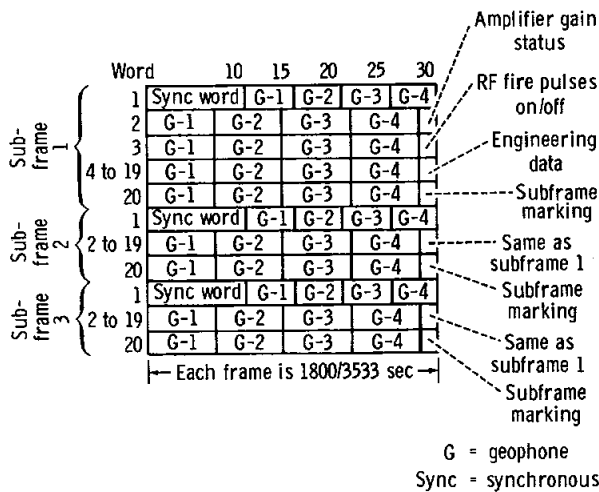 Amplifier gain
status
Word 10 15 20 25 30
RF fire pulses
on/off
Engineering
data
Subframe
marking
Same as
subframe 1
Subframe
marking
Same as
subframe 1
Subframe
marking
Sub-
frame
1
1 Sync word G-1 G-2 G-3 G-4
2 G-1 G-2 G-3 G-4
3 G-1 G-2 G-3 G-4
4 to 19 G-1 G-2 G-3 G-4
20 G-1 G-2 G-3 G-4
Sub-
frame
2
1 Sync word G-1 G-2 G-3 G-4
2 to 19 G-1 G-2 G-3 G-4
20 G-1 G-2 G-3 G-4
Sub-
frame
3
1 Sync word G-1 G-2 G-3 G-4
2 to 19 G-1 G-2 G-3 G-4
20 G-1 G-2 G-3 G-4
Each frame is 1800/3533 sec
G = geophone
Sync = synchronous